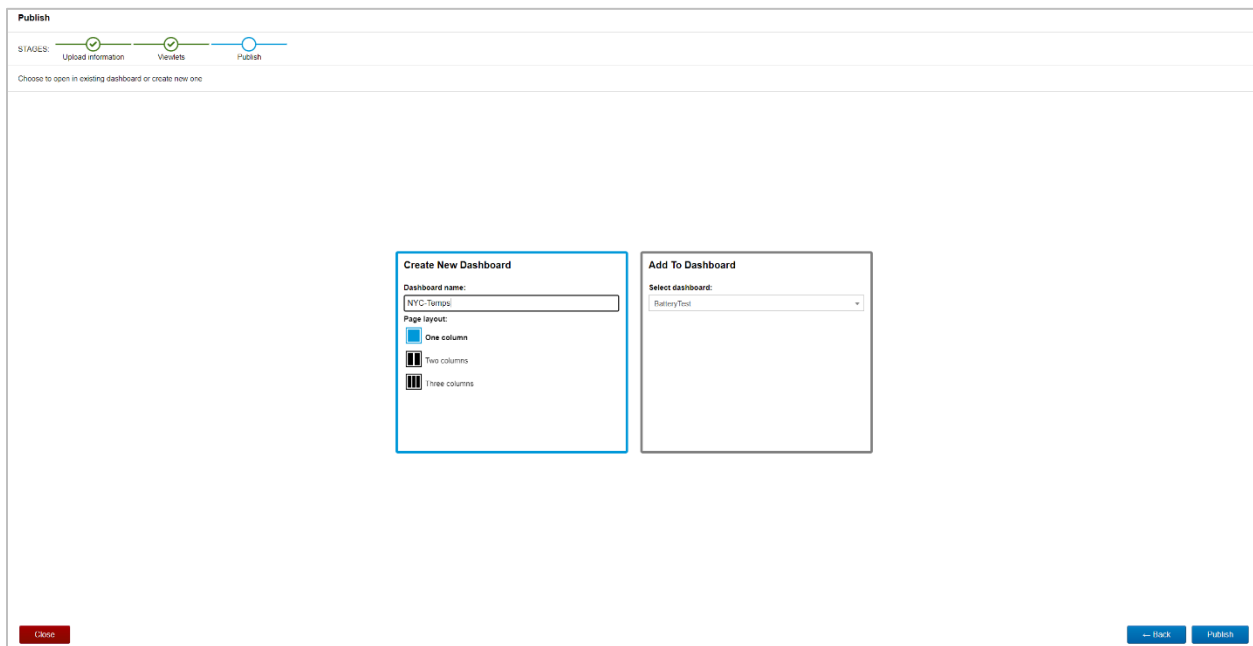 Publish
STAGES:
Upload information
Viewlets
Publish
Choose to open in existing dashboard or create new one
Create New Dashboard
Dashboard name:
NYC-Temps
Page layout:
One column
Two columns
Three columns
Add To Dashboard
Select dashboard:
BatteryTest
Close
← Back
Publish